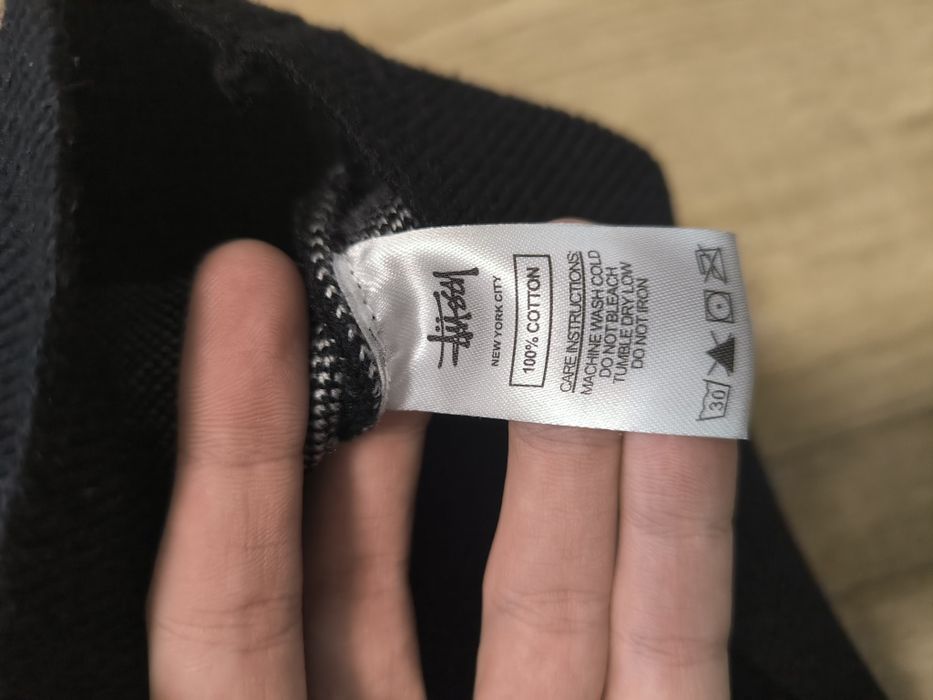 Stüssy
NEW YORK CITY
100% COTTON
CARE INSTRUCTIONS:
MACHINE WASH COLD
DO NOT BLEACH
TUMBLE DRY LOW
DO NOT IRON
30